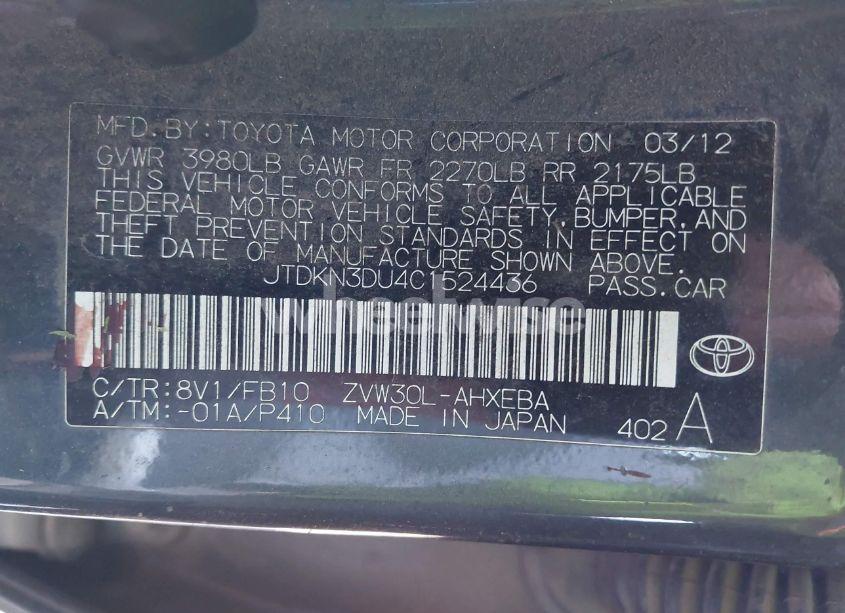 MFD.BY:TOYOTA MOTOR CORPORATION 03/12
GVWR 3980LB GAWR FR 2270LB RR 2175LB
THIS VEHICLE CONFORMS TO ALL APPLICABLE
FEDERAL MOTOR VEHICLE SAFETY,BUMPER,AND
THEFT PREVENTION STANDARDS IN EFFECT ON
THE DATE OF MANUFACTURE SHOWN ABOVE.
JTDKN3DU4C1524436 PASS.CAR
wheelwise
C/TR:8V1/FB10 ZVW30L-AHXEBA
A/TM:-01A/P410 MADE IN JAPAN 402 A